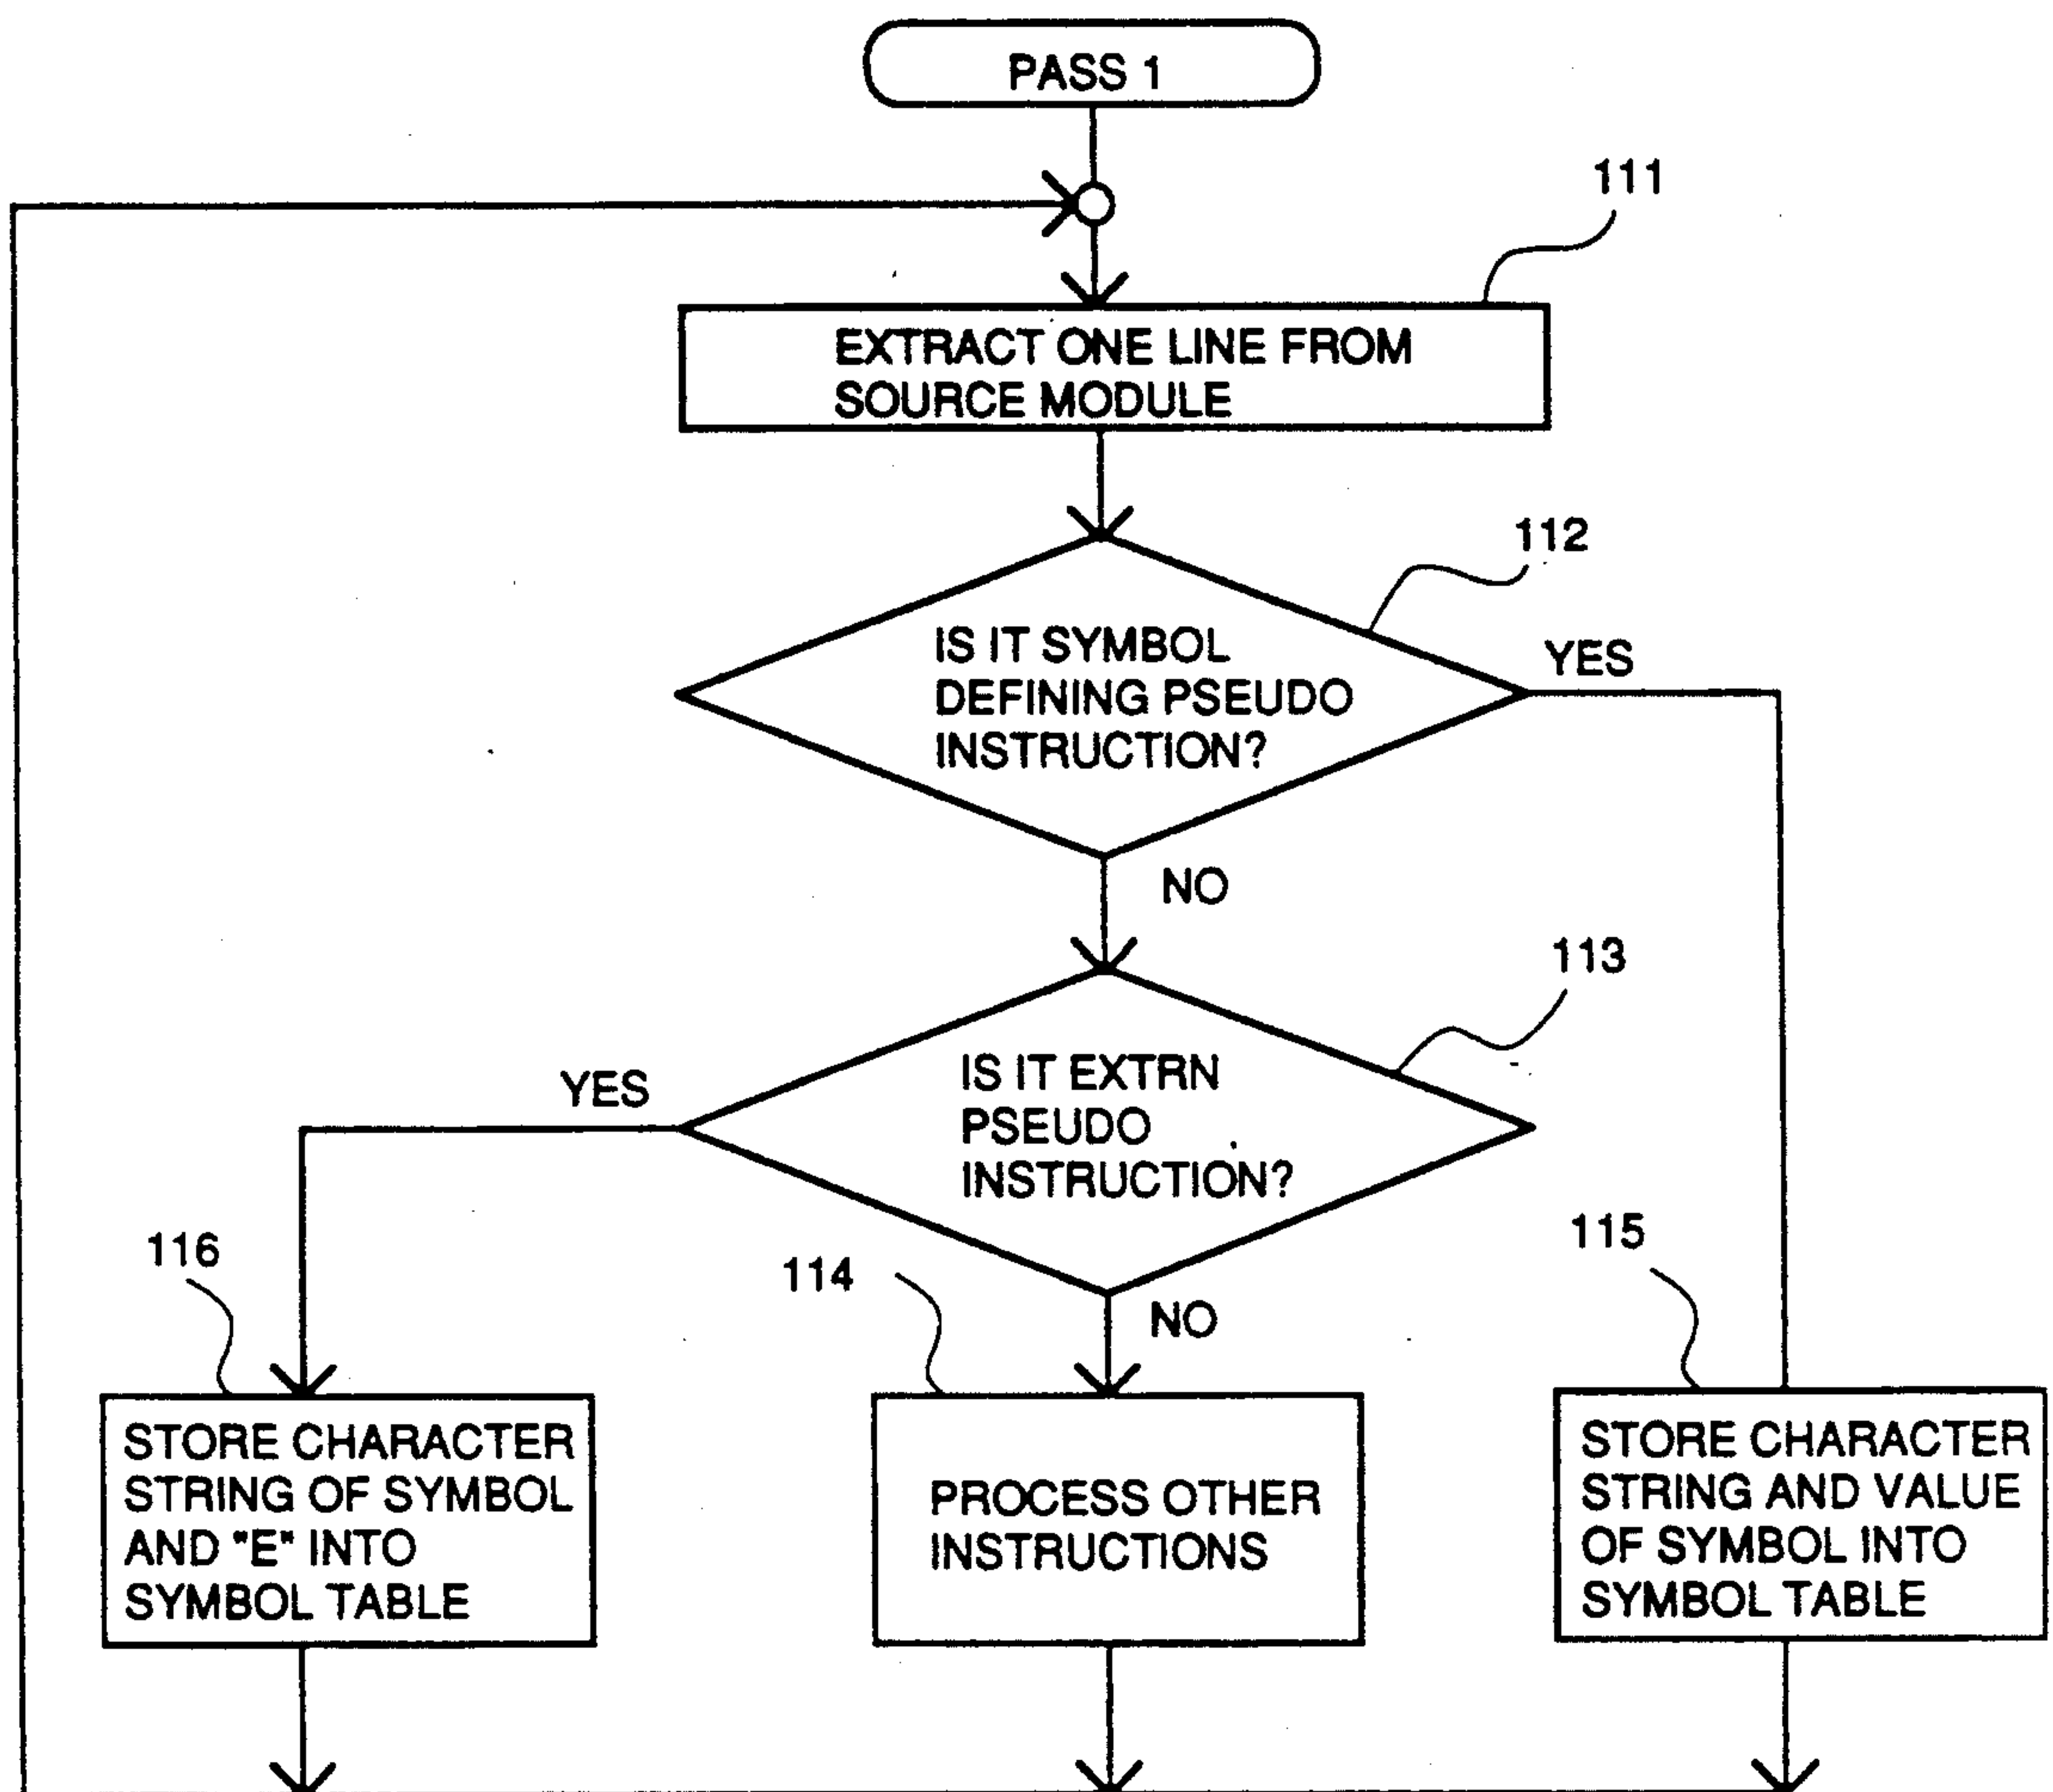 PASS 1
111
EXTRACT ONE LINE FROM
SOURCE MODULE
112
IS IT SYMBOL
DEFINING PSEUDO
INSTRUCTION?
YES
NO
113
IS IT EXTRN
PSEUDO
INSTRUCTION?
YES
NO
116
114
115
STORE CHARACTER
STRING OF SYMBOL
AND "E" INTO
SYMBOL TABLE
PROCESS OTHER
INSTRUCTIONS
STORE CHARACTER
STRING AND VALUE
OF SYMBOL INTO
SYMBOL TABLE